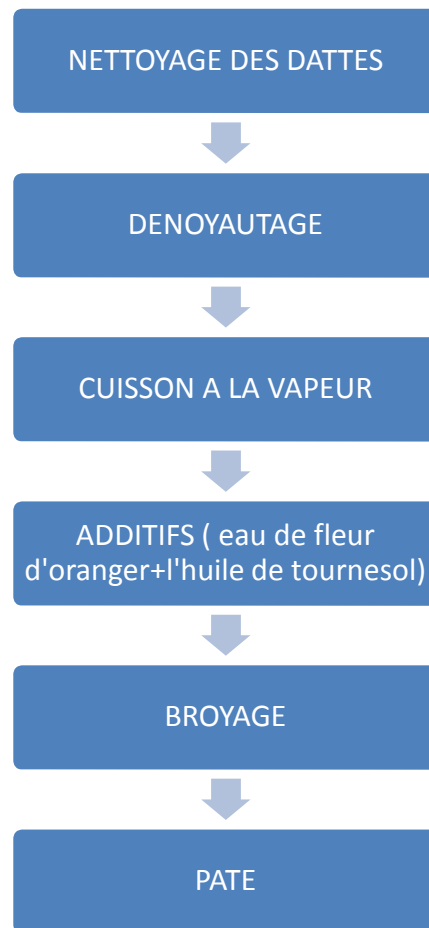 NETTOYAGE DES DATTES
DENOYAUTAGE
CUISSON A LA VAPEUR
ADDITIFS ( eau de fleur
d'oranger+l'huile de tournesol)
BROYAGE
PATE